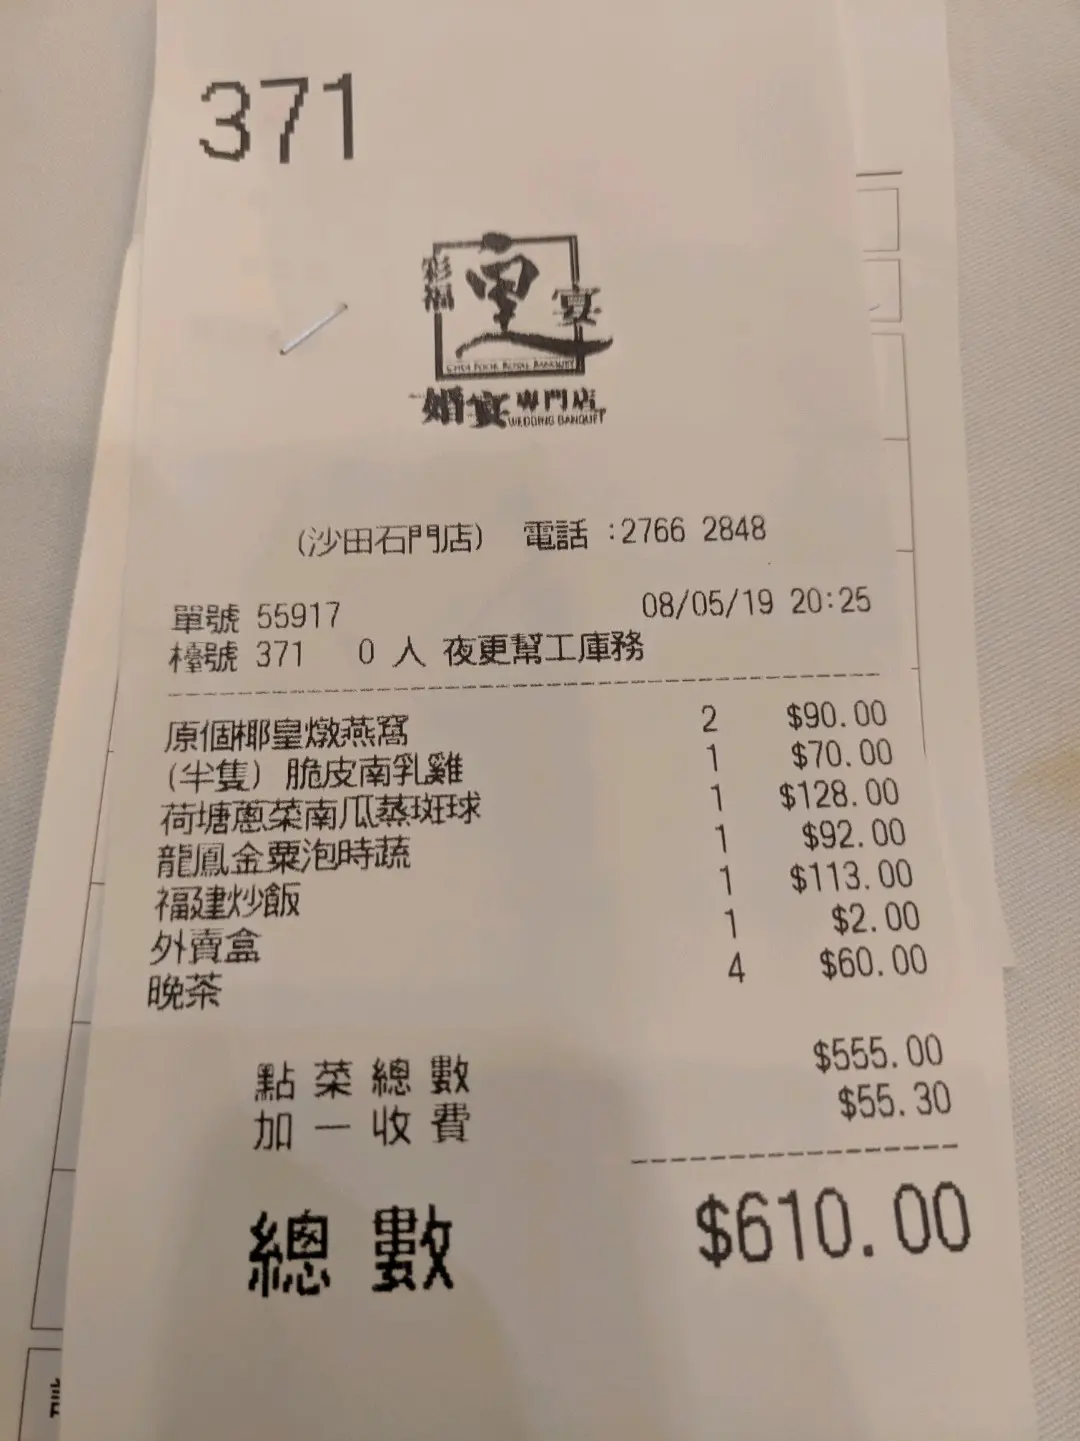 371
彩福
皇
宴
CHOI FOOK ROYAL BANQUET
婚宴專門店
WEDDING BANQUET
(沙田石門店) 電話 :2766 2848
單號 55917 08/05/19 20:25
檯號 371 0 人 夜更幫工庫務
原個椰皇燉燕窩 2 $90.00
(半隻) 脆皮南乳雞 1 $70.00
荷塘蔥菜南瓜蒸斑球 1 $128.00
龍鳳金粟泡時蔬 1 $92.00
福建炒飯 1 $113.00
外賣盒 1 $2.00
晚茶 4 $60.00
點菜總數 $555.00
加一收費 $55.30
總數 $610.00